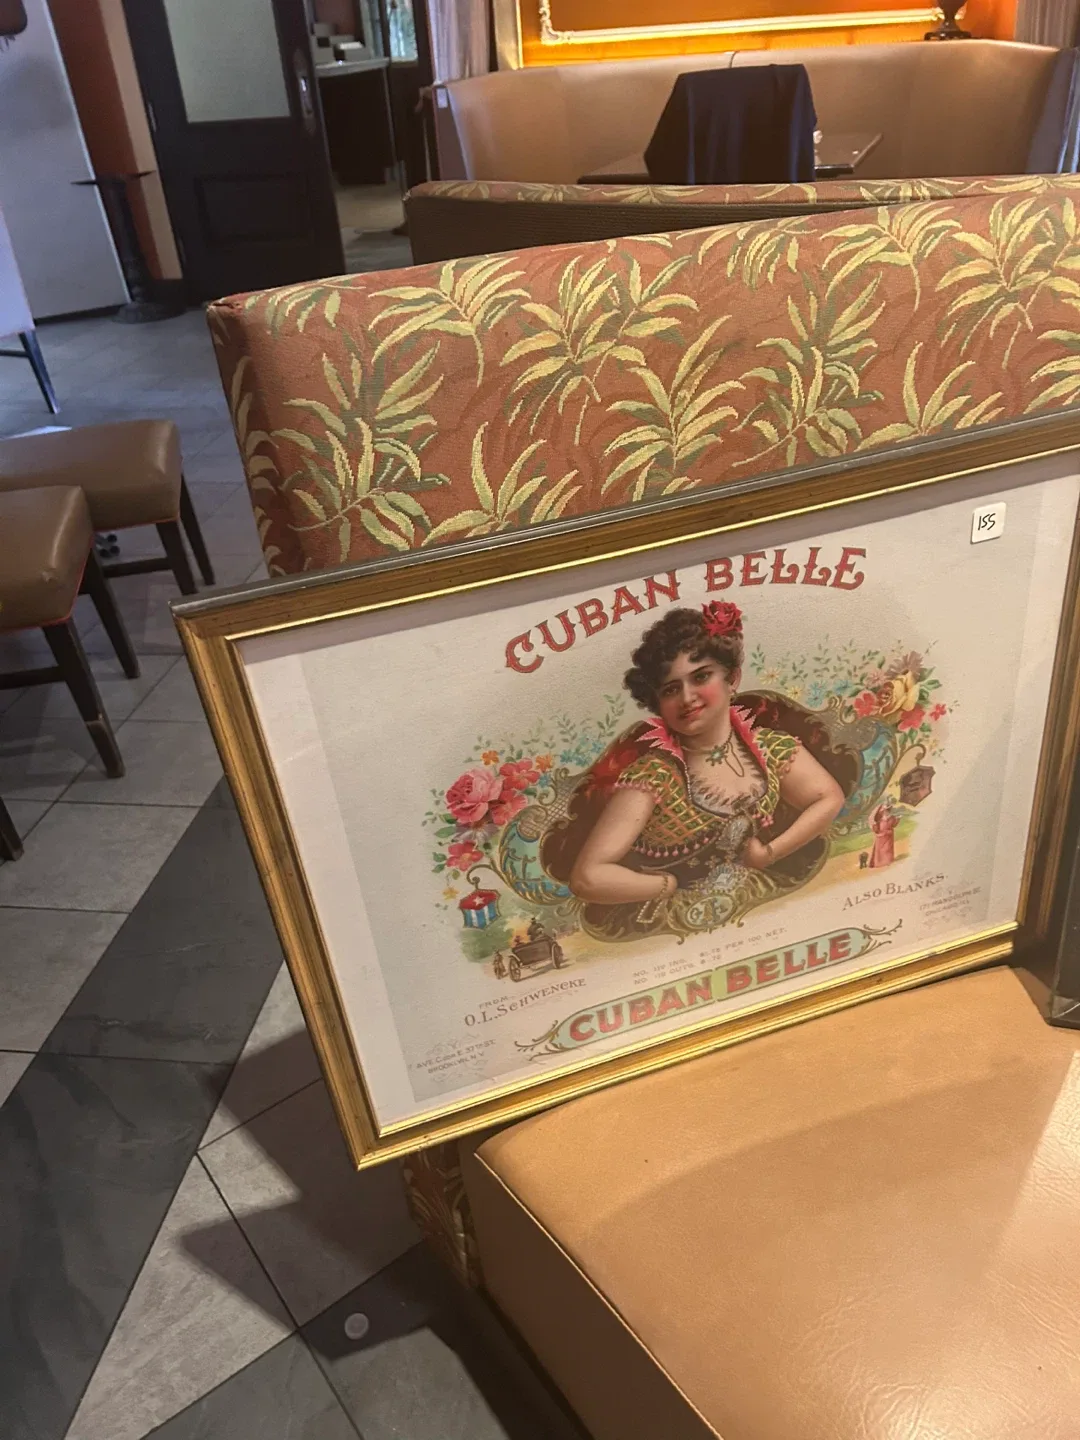 155
CUBAN BELLE
ALSO BLANKS.
FROM
O.L. SCHWENCKE
CUBAN BELLE
BROOKLYN, N.Y.